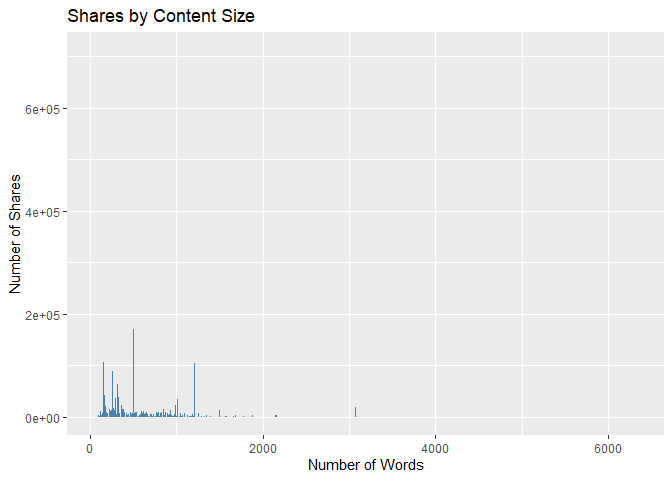 Shares by Content Size
Number of Shares
6e+05
4e+05
2e+05
0e+00
0 2000 4000 6000
Number of Words